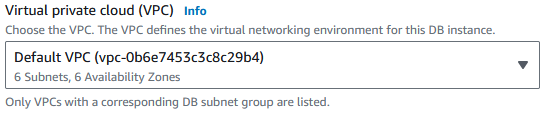 Virtual private cloud (VPC) Info
Choose the VPC. The VPC defines the virtual networking environment for this DB instance.
Default VPC (vpc-0b6e7453c3c8c29b4)
6 Subnets, 6 Availability Zones
Only VPCs with a corresponding DB subnet group are listed.